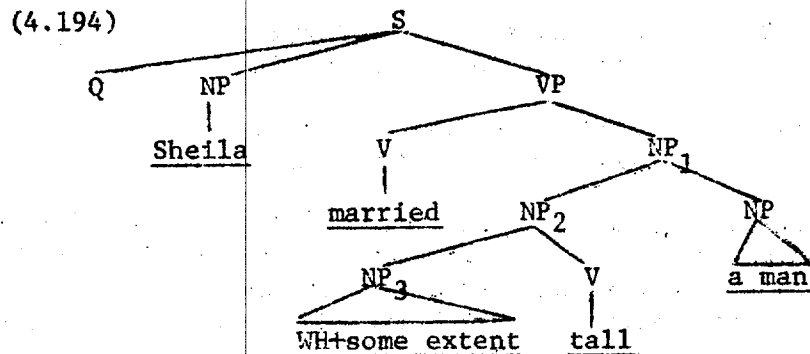 (4.194)
S
Q NP VP
Sheila V NP₁
married NP₂ NP
NP₃ V a man
WH+some extent tall